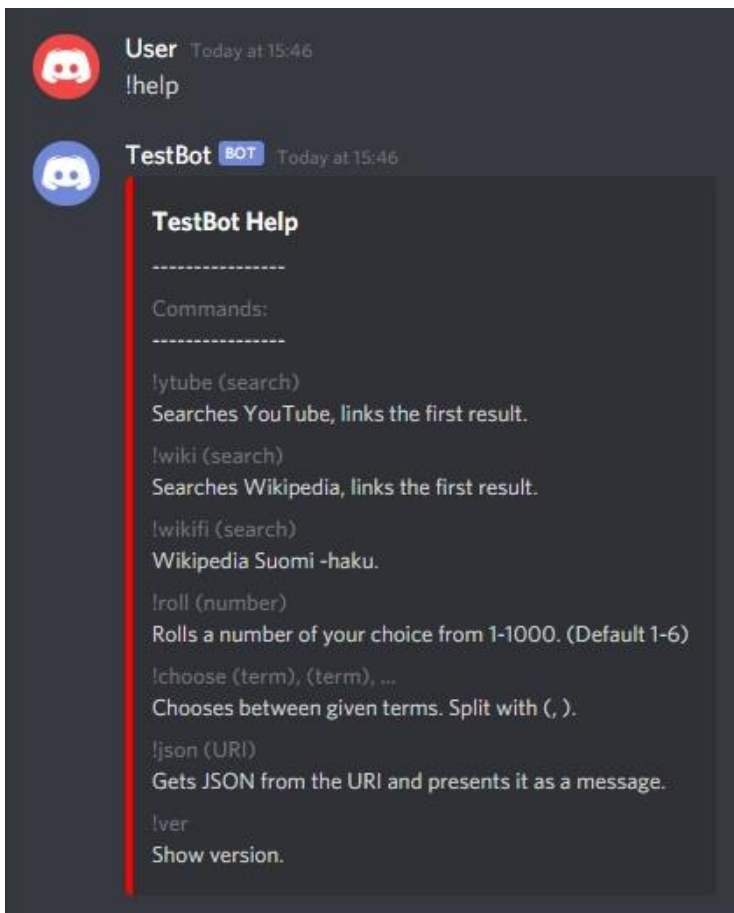 User Today at 15:46
!help
TestBot BOT Today at 15:46
TestBot Help
----------------
Commands:
----------------
!ytube (search)
Searches YouTube, links the first result.
!wiki (search)
Searches Wikipedia, links the first result.
!wikifi (search)
Wikipedia Suomi -haku.
!roll (number)
Rolls a number of your choice from 1-1000. (Default 1-6)
!choose (term), (term), ...
Chooses between given terms. Split with (, ).
!json (URI)
Gets JSON from the URI and presents it as a message.
!ver
Show version.